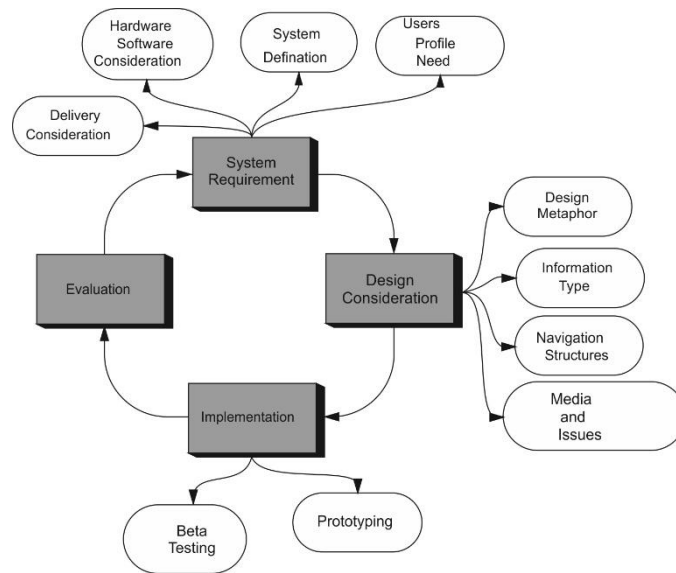 Hardware
Software
Consideration
System
Defination
Users
Profile
Need
Delivery
Consideration
System
Requirement
Design
Metaphor
Evaluation
Design
Consideration
Information
Type
Navigation
Structures
Implementation
Media
and
Issues
Beta
Testing
Prototyping